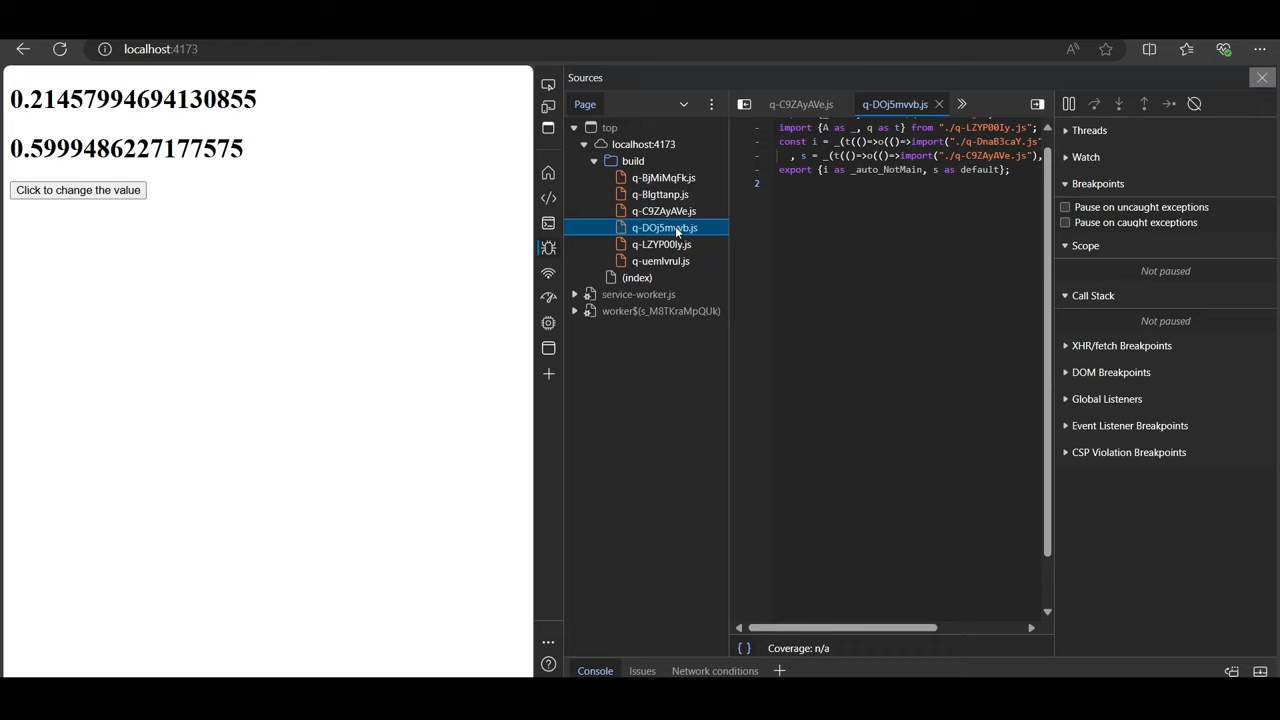 localhost:4173
0.21457994694130855
0.5999486227177575
Click to change the value
Sources
Page
top
localhost:4173
build
q-BjMiMqFk.js
q-Blgttanp.js
q-C9ZAyAVe.js
q-DOj5mvvb.js
q-LZYP00Iy.js
q-uemlvrul.js
(index)
service-worker.js
worker$(s_M8TKraMpQUk)
q-C9ZAyAVe.js
q-DOj5mvvb.js
- import {A as _, q as t} from "./q-LZYP00Iy.js";
- const i = _(t(()=>o(()=>import("./q-DnaB3caY.js"
- , s = _(t(()=>o(()=>import("./q-C9ZAyAVe.js"),
- export {i as _auto_NotMain, s as default};
2
{ } Coverage: n/a
Threads
Watch
Breakpoints
Pause on uncaught exceptions
Pause on caught exceptions
Scope
Not paused
Call Stack
Not paused
XHR/fetch Breakpoints
DOM Breakpoints
Global Listeners
Event Listener Breakpoints
CSP Violation Breakpoints
Console Issues Network conditions